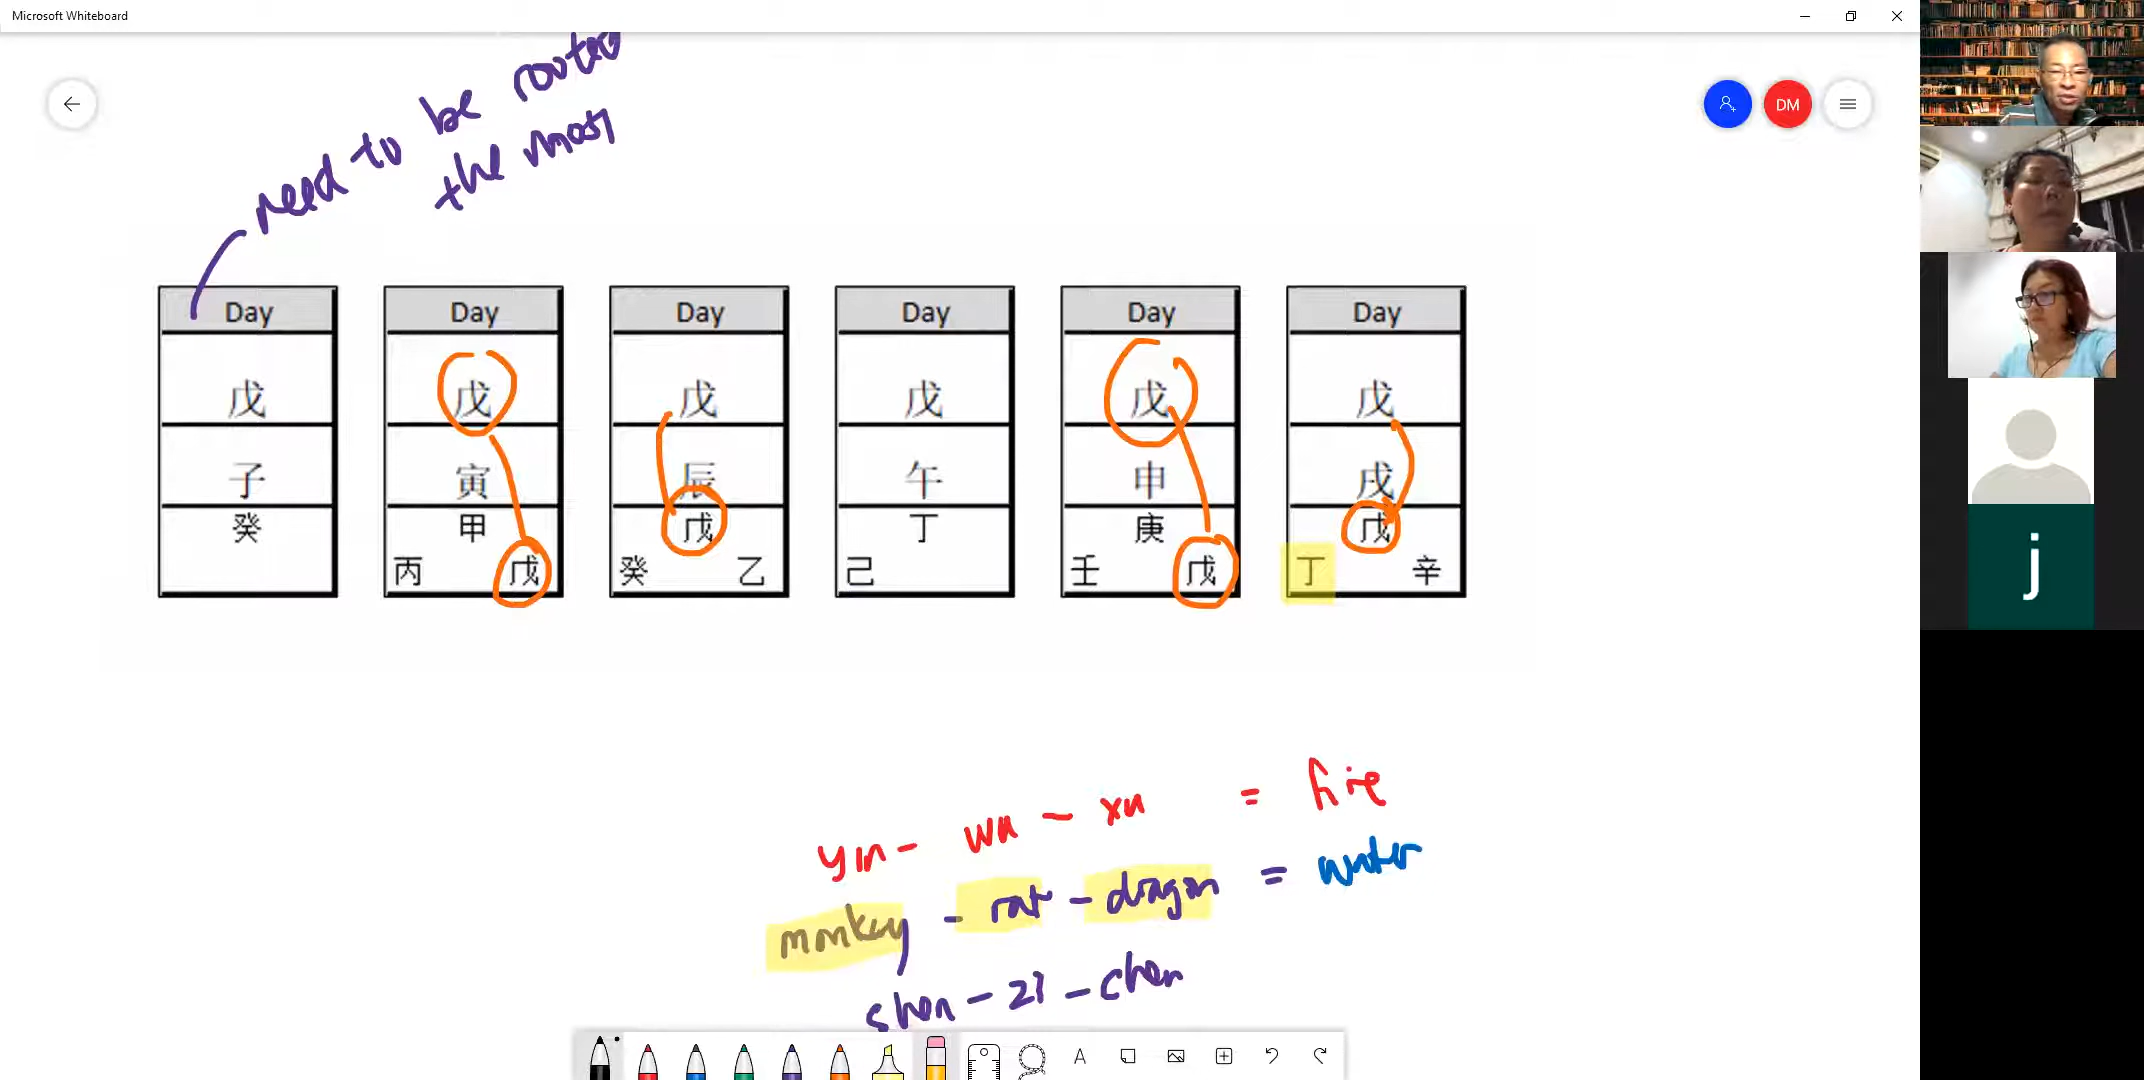 Microsoft Whiteboard
need to be rooted
the most
DM
Day Day Day Day Day Day
戊 戊 戊 戊 戊 戊
子 寅 辰 午 申 戌
癸 甲 戊 丁 庚 戊
丙 戊 癸 乙 己 壬 戊 丁 辛
j
yin - wu - xu = fire
monkey - rat - dragon = water
shen - zi - chen
A